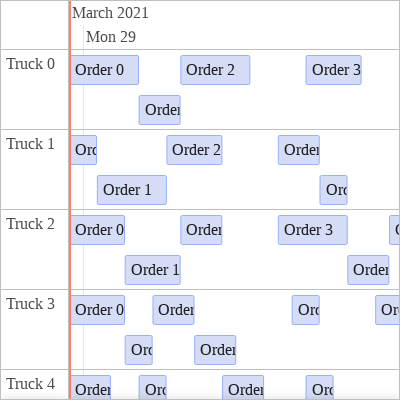 March 2021
Mon 29
Truck 0
Order 0
Order 2
Order 3
Order
Truck 1
Ord
Order 2
Order
Order 1
Ord
Truck 2
Order 0
Order
Order 3
Order 1
Order
Truck 3
Order 0
Order
Ord
Ord
Ord
Order
Truck 4
Order
Ord
Order
Ord